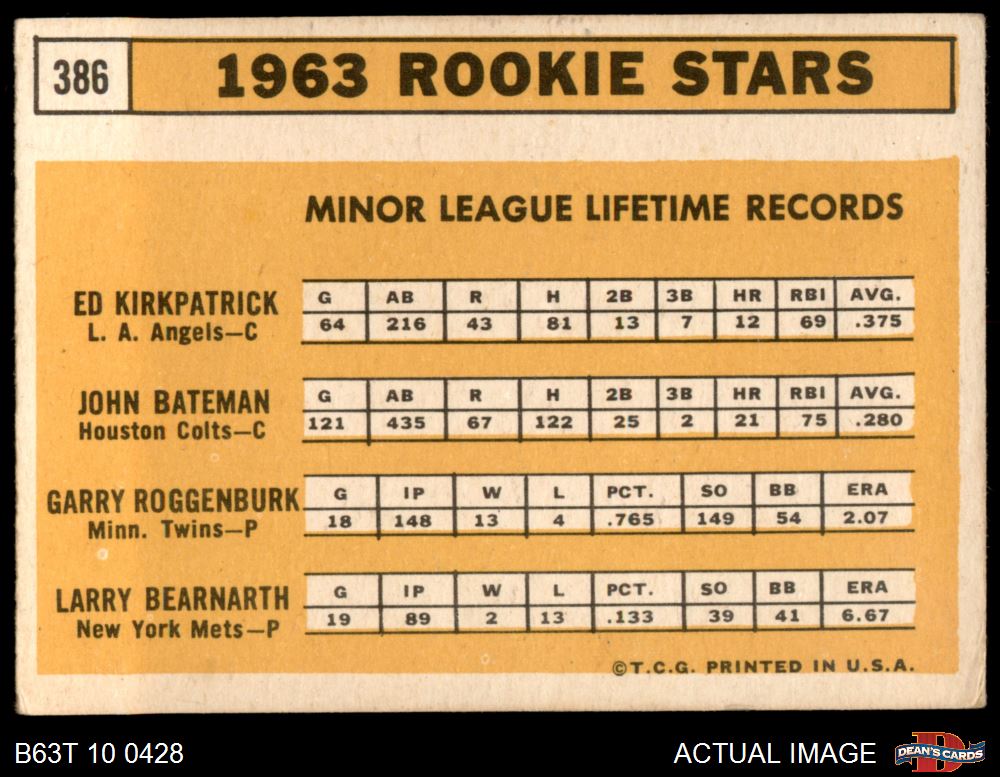 386 1963 ROOKIE STARS
MINOR LEAGUE LIFETIME RECORDS
ED KIRKPATRICK
L. A. Angels—C
G AB R H 2B 3B HR RBI AVG.
64 216 43 81 13 7 12 69 .375
JOHN BATEMAN
Houston Colts—C
G AB R H 2B 3B HR RBI AVG.
121 435 67 122 25 2 21 75 .280
GARRY ROGGENBURK
Minn. Twins—P
G IP W L PCT. SO BB ERA
18 148 13 4 .765 149 54 2.07
LARRY BEARNARTH
New York Mets—P
G IP W L PCT. SO BB ERA
19 89 2 13 .133 39 41 6.67
©T.C.G. PRINTED IN U.S.A.
B63T 10 0428 ACTUAL IMAGE D DEAN'S CARDS